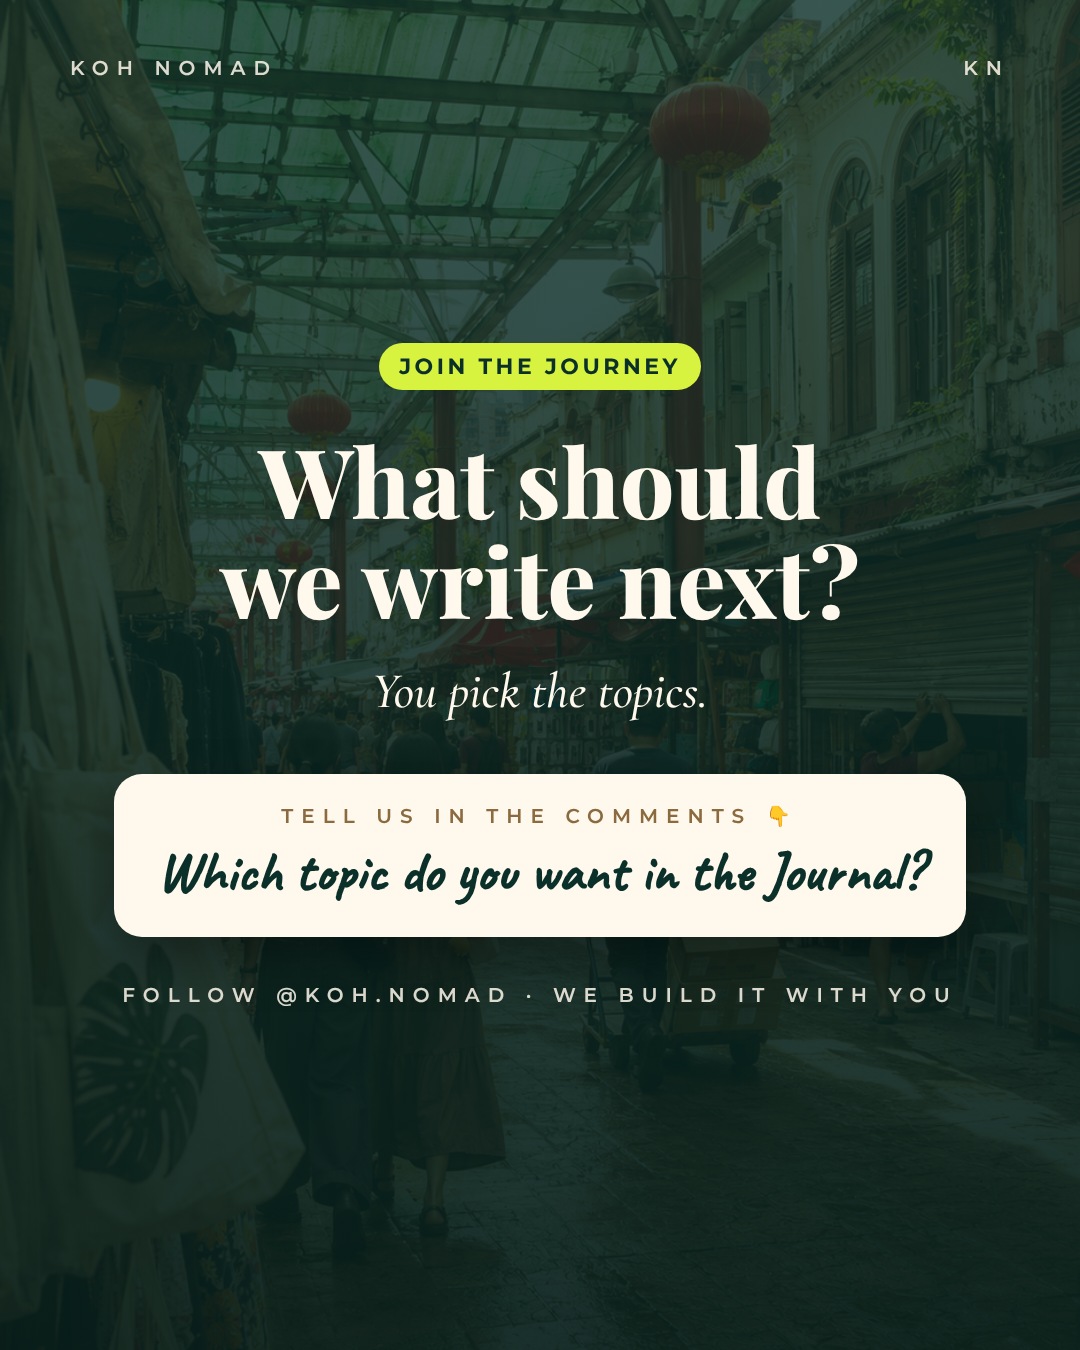 KOH NOMAD
KN
JOIN THE JOURNEY
What should
we write next?
You pick the topics.
TELL US IN THE COMMENTS 👇
Which topic do you want in the Journal?
FOLLOW @KOH.NOMAD · WE BUILD IT WITH YOU